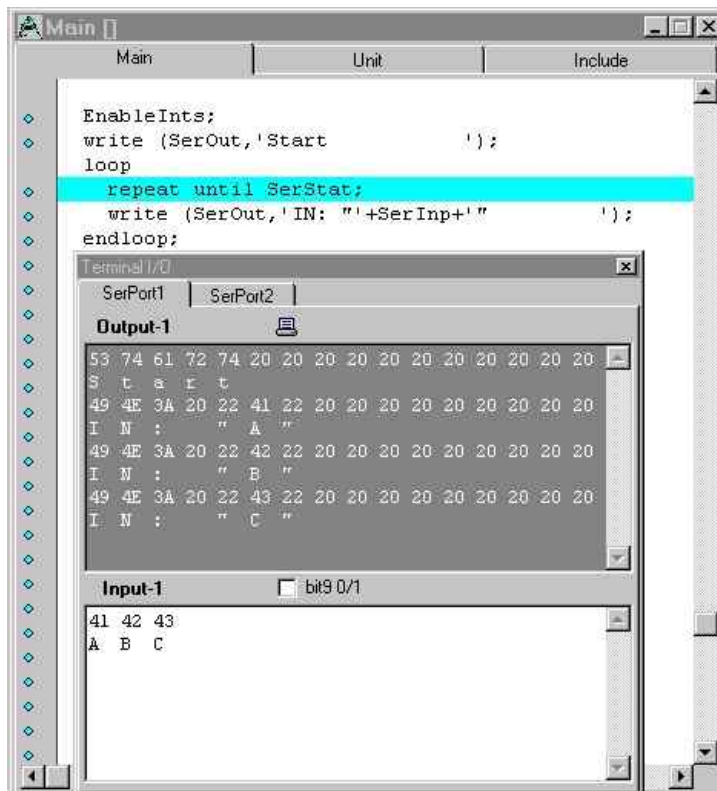 Main []
Main Unit Include
EnableInts;
write (SerOut,'Start ');
loop
repeat until SerStat;
write (SerOut,'IN: "'+SerInp+'" ');
endloop;
Terminal I/O
SerPort1 SerPort2
Output-1
53 74 61 72 74 20 20 20 20 20 20 20 20 20 20 20
S t a r t
49 4E 3A 20 22 41 22 20 20 20 20 20 20 20 20 20
I N : " A "
49 4E 3A 20 22 42 22 20 20 20 20 20 20 20 20 20
I N : " B "
49 4E 3A 20 22 43 22 20 20 20 20 20 20 20 20 20
I N : " C "
Input-1 bit9 0/1
41 42 43
A B C